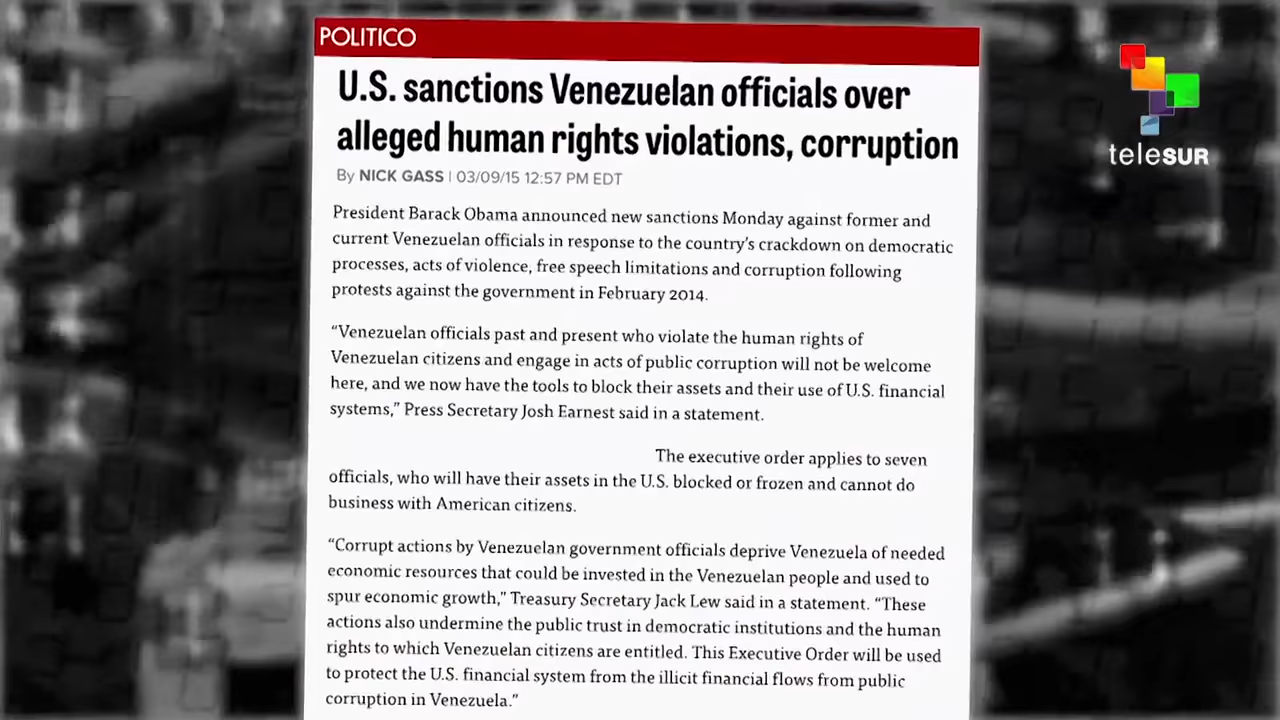 POLITICO
U.S. sanctions Venezuelan officials over
alleged human rights violations, corruption
By NICK GASS | 03/09/15 12:57 PM EDT
President Barack Obama announced new sanctions Monday against former and
current Venezuelan officials in response to the country's crackdown on democratic
processes, acts of violence, free speech limitations and corruption following
protests against the government in February 2014.
“Venezuelan officials past and present who violate the human rights of
Venezuelan citizens and engage in acts of public corruption will not be welcome
here, and we now have the tools to block their assets and their use of U.S. financial
systems,” Press Secretary Josh Earnest said in a statement.
The executive order applies to seven
officials, who will have their assets in the U.S. blocked or frozen and cannot do
business with American citizens.
“Corrupt actions by Venezuelan government officials deprive Venezuela of needed
economic resources that could be invested in the Venezuelan people and used to
spur economic growth,” Treasury Secretary Jack Lew said in a statement. “These
actions also undermine the public trust in democratic institutions and the human
rights to which Venezuelan citizens are entitled. This Executive Order will be used
to protect the U.S. financial system from the illicit financial flows from public
corruption in Venezuela.”
teleSUR